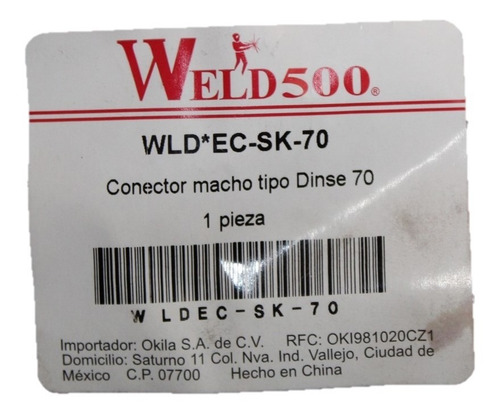 WELD500®
WLD*EC-SK-70
Conector macho tipo Dinse 70
1 pieza
W LDEC-SK-70
Importador: Okila S.A. de C.V. RFC: OKI981020CZ1
Domicilio: Saturno 11 Col. Nva. Ind. Vallejo, Ciudad de
México C.P. 07700 Hecho en China